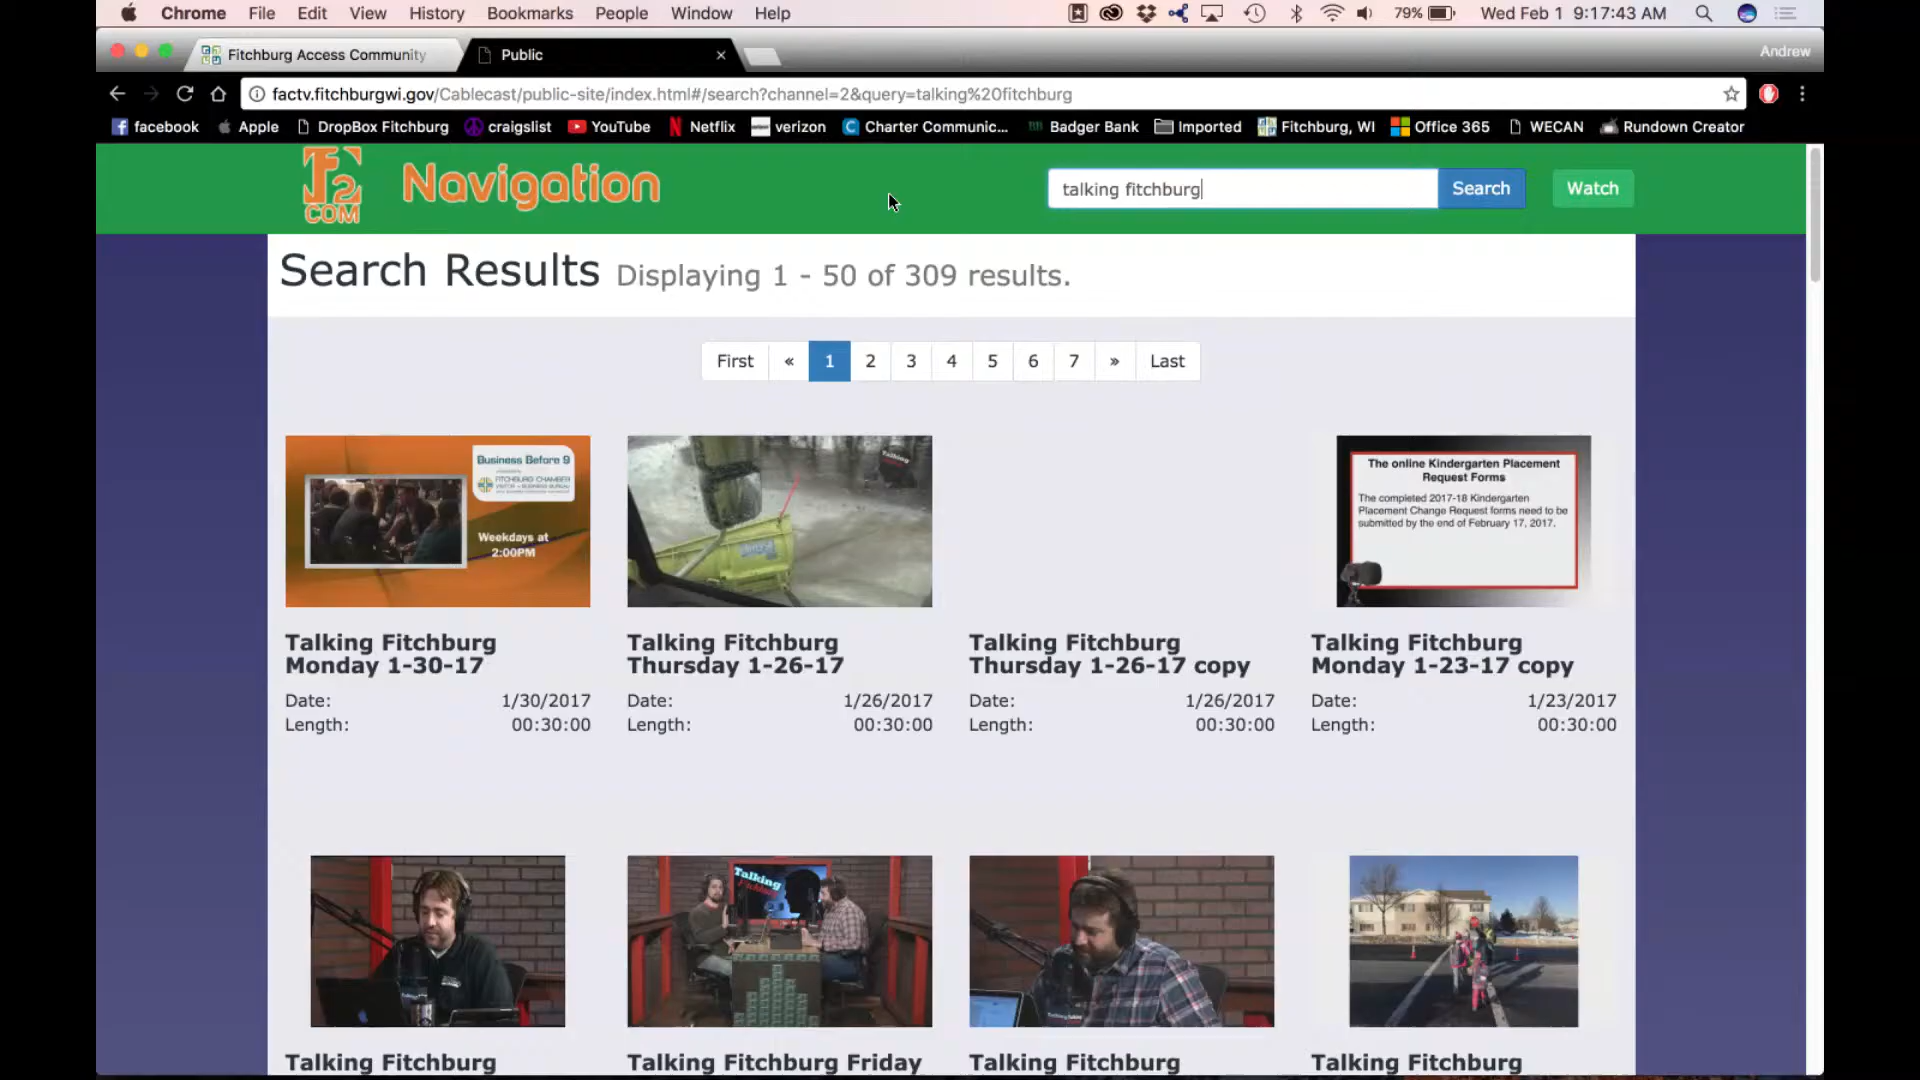 Chrome File Edit View History Bookmarks People Window Help 79% Wed Feb 1 9:17:43 AM
Fitchburg Access Community Public Andrew
factv.fitchburgwi.gov/Cablecast/public-site/index.html#/search?channel=2&query=talking%20fitchburg
facebook Apple DropBox Fitchburg craigslist YouTube Netflix verizon Charter Communic... Badger Bank Imported Fitchburg, WI Office 365 WECAN Rundown Creator
F2 COM Navigation talking fitchburg Search Watch
Search Results Displaying 1 - 50 of 309 results.
First « 1 2 3 4 5 6 7 » Last
Business Before 9
FITCHBURG CHAMBER
Weekdays at
2:00PM
Talking
The online Kindergarten Placement
Request Forms
The completed 2017-18 Kindergarten
Placement Change Request forms need to be
submitted by the end of February 17, 2017.
Talking Fitchburg
Monday 1-30-17
Date: 1/30/2017
Length: 00:30:00
Talking Fitchburg
Thursday 1-26-17
Date: 1/26/2017
Length: 00:30:00
Talking Fitchburg
Thursday 1-26-17 copy
Date: 1/26/2017
Length: 00:30:00
Talking Fitchburg
Monday 1-23-17 copy
Date: 1/23/2017
Length: 00:30:00
Talking
Talking Fitchburg
Talking Fitchburg Friday
Talking Fitchburg
Talking Fitchburg